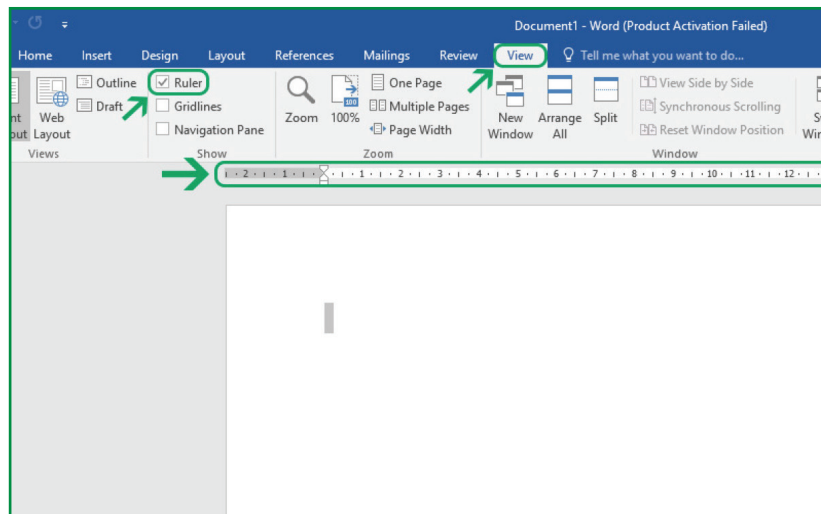 Document1 - Word (Product Activation Failed)
Home Insert Design Layout References Mailings Review View Tell me what you want to do...
Outline Ruler One Page View Side by Side
Draft Gridlines Multiple Pages Synchronous Scrolling
Web Layout Navigation Pane Zoom 100% Page Width New Window Arrange All Split Reset Window Position
Views Show Zoom Window
2 1 1 2 3 4 5 6 7 8 9 10 11 12